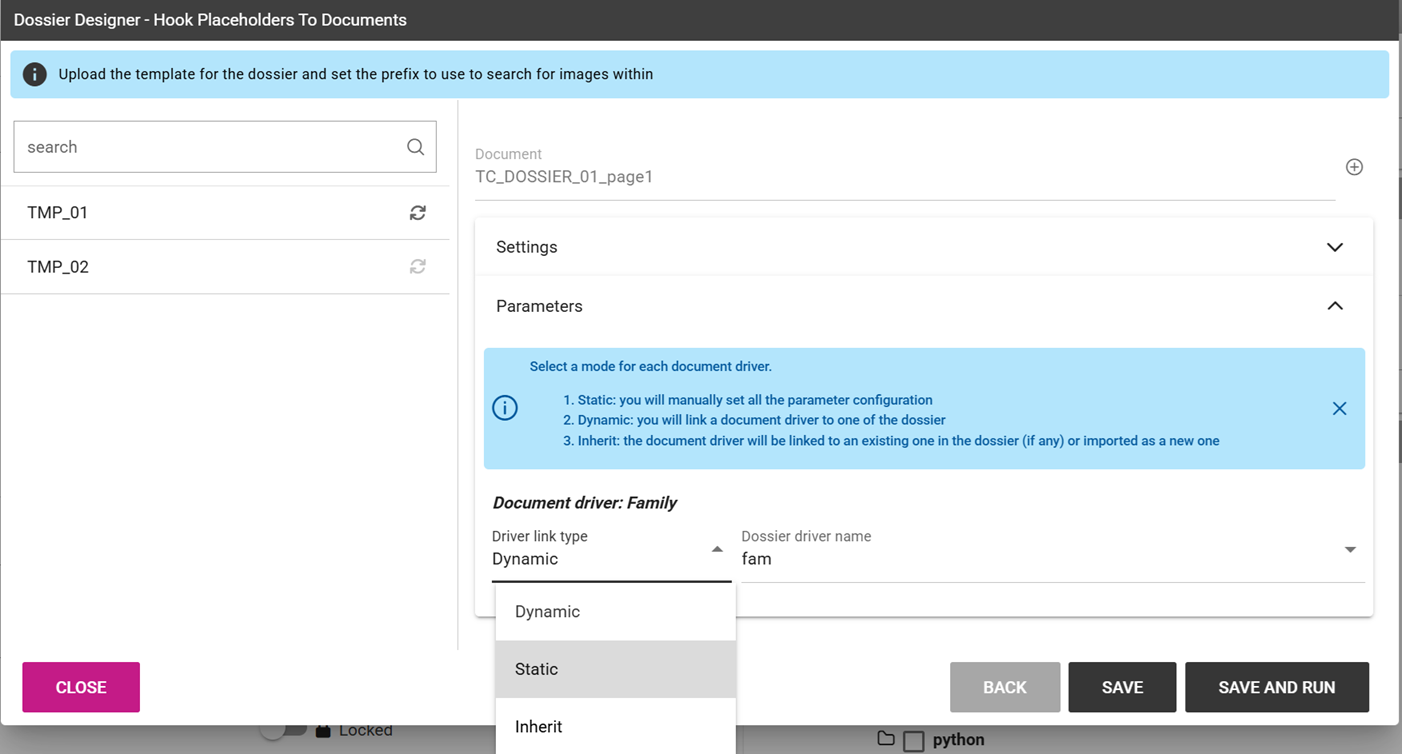 Dossier Designer - Hook Placeholders To Documents
Upload the template for the dossier and set the prefix to use to search for images within
search
TMP_01
TMP_02
Document
TC_DOSSIER_01_page1
Settings
Parameters
Select a mode for each document driver.
1. Static: you will manually set all the parameter configuration
2. Dynamic: you will link a document driver to one of the dossier
3. Inherit: the document driver will be linked to an existing one in the dossier (if any) or imported as a new one
Document driver: Family
Driver link type
Dynamic
Dossier driver name
fam
Dynamic
Static
Inherit
CLOSE
BACK
SAVE
SAVE AND RUN
Locked
python